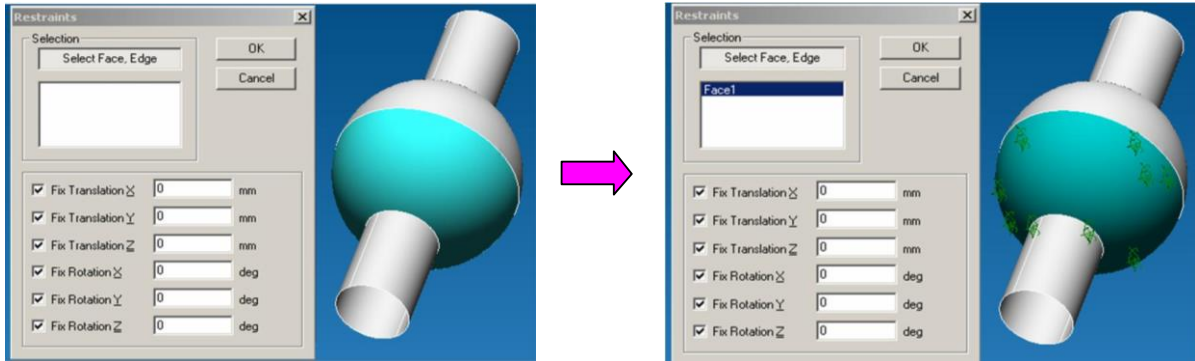 Restraints
Selection
Select Face, Edge
OK
Cancel
Fix Translation X 0 mm
Fix Translation Y 0 mm
Fix Translation Z 0 mm
Fix Rotation X 0 deg
Fix Rotation Y 0 deg
Fix Rotation Z 0 deg
Restraints
Selection
Select Face, Edge
OK
Cancel
Face1
Fix Translation X 0 mm
Fix Translation Y 0 mm
Fix Translation Z 0 mm
Fix Rotation X 0 deg
Fix Rotation Y 0 deg
Fix Rotation Z 0 deg